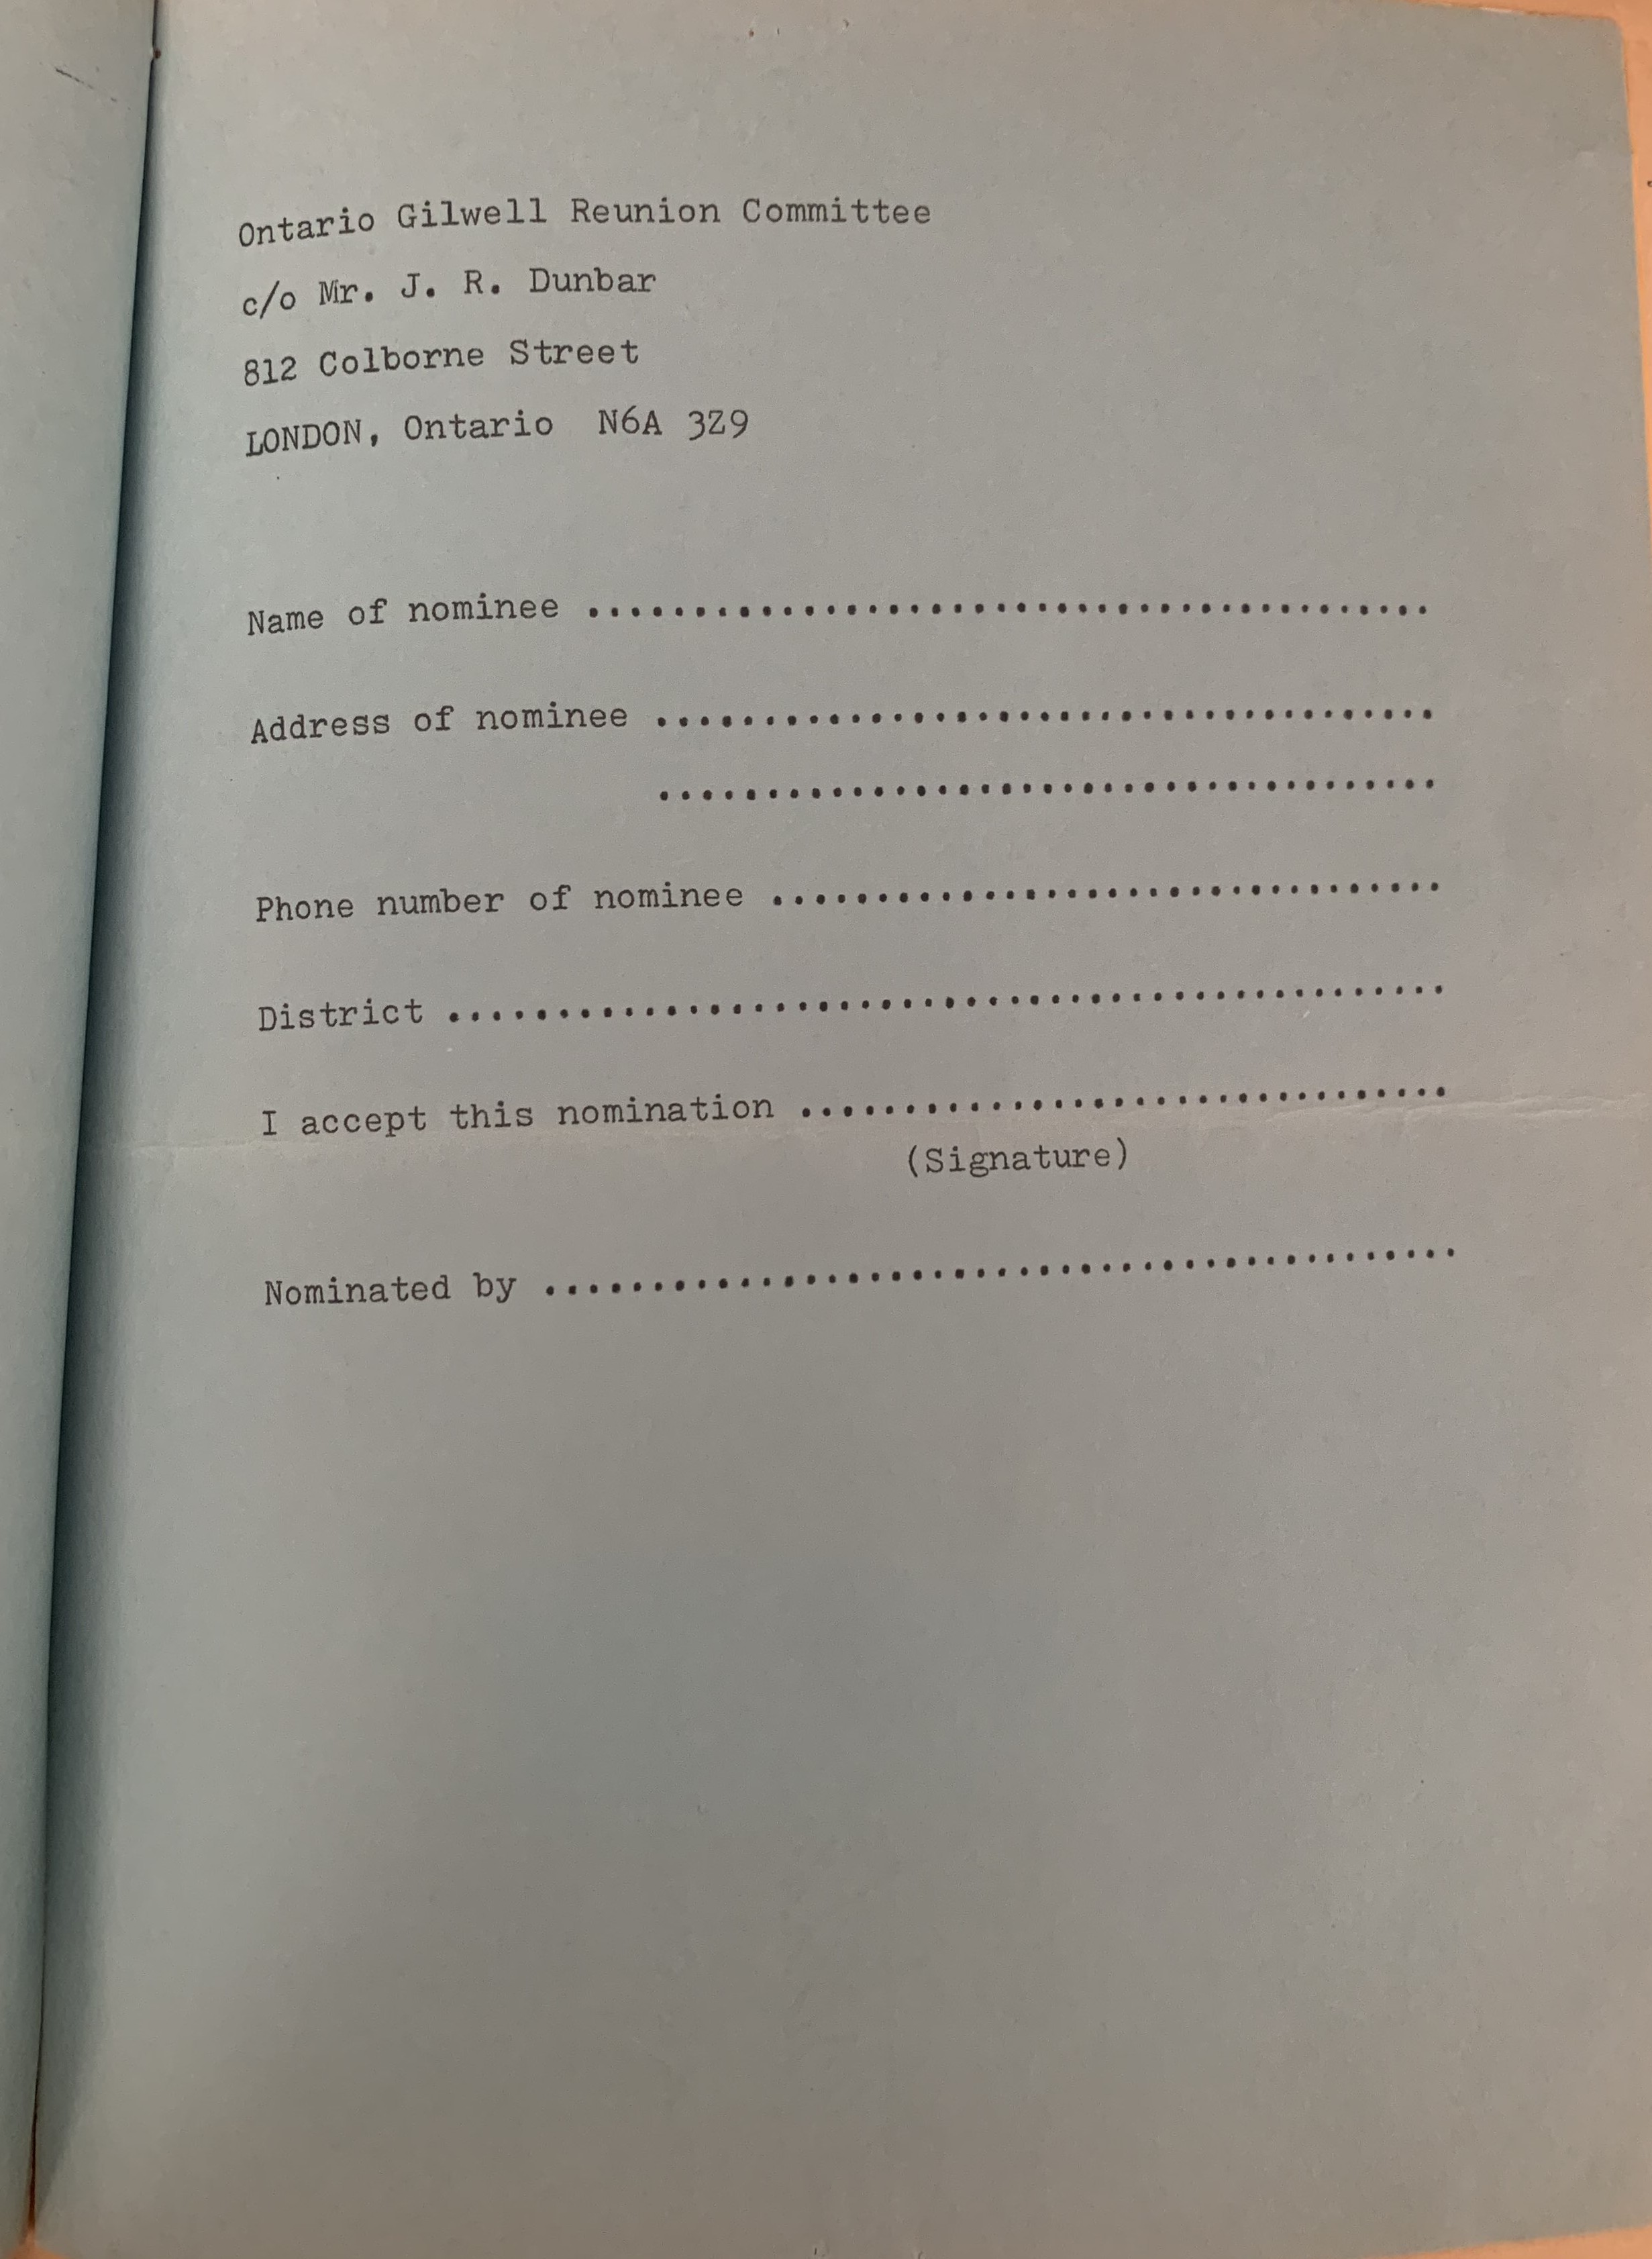 Ontario Gilwell Reunion Committee
c/o Mr. J. R. Dunbar
812 Colborne Street
LONDON, Ontario  N6A 3Z9
Name of nominee .......................................
Address of nominee ....................................
.....................................
Phone number of nominee ................................
District ..............................................
I accept this nomination ...............................
(Signature)
Nominated by ...........................................